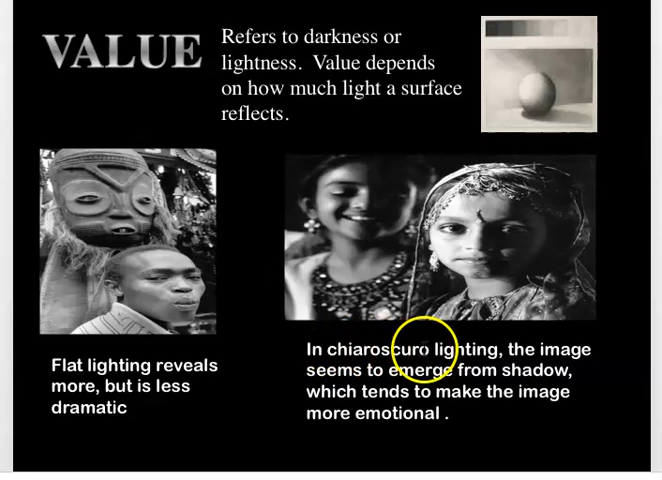 VALUE
Refers to darkness or
lightness. Value depends
on how much light a surface
reflects.
Flat lighting reveals
more, but is less
dramatic
In chiaroscuro lighting, the image
seems to emerge from shadow,
which tends to make the image
more emotional .